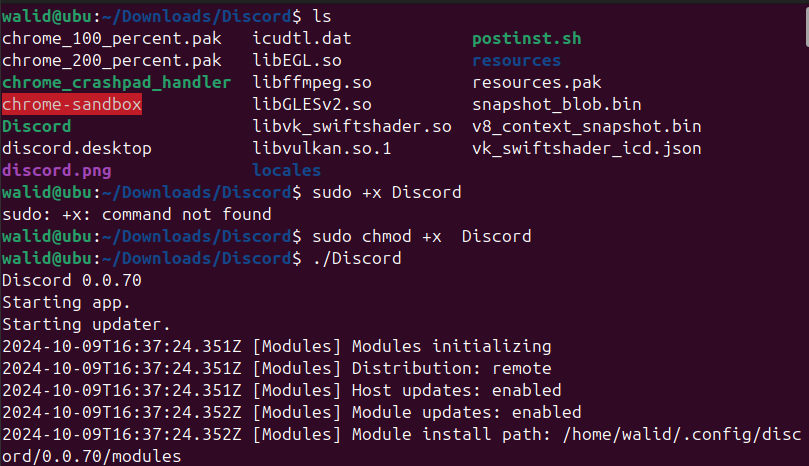 walid@ubu:~/Downloads/Discord$ ls
chrome_100_percent.pak   icudtl.dat            postinst.sh
chrome_200_percent.pak   libEGL.so             resources
chrome_crashpad_handler  libffmpeg.so          resources.pak
chrome-sandbox           libGLESv2.so          snapshot_blob.bin
Discord                  libvk_swiftshader.so  v8_context_snapshot.bin
discord.desktop          libvulkan.so.1        vk_swiftshader_icd.json
discord.png              locales
walid@ubu:~/Downloads/Discord$ sudo +x Discord
sudo: +x: command not found
walid@ubu:~/Downloads/Discord$ sudo chmod +x  Discord
walid@ubu:~/Downloads/Discord$ ./Discord
Discord 0.0.70
Starting app.
Starting updater.
2024-10-09T16:37:24.351Z [Modules] Modules initializing
2024-10-09T16:37:24.351Z [Modules] Distribution: remote
2024-10-09T16:37:24.351Z [Modules] Host updates: enabled
2024-10-09T16:37:24.352Z [Modules] Module updates: enabled
2024-10-09T16:37:24.352Z [Modules] Module install path: /home/walid/.config/disc
ord/0.0.70/modules